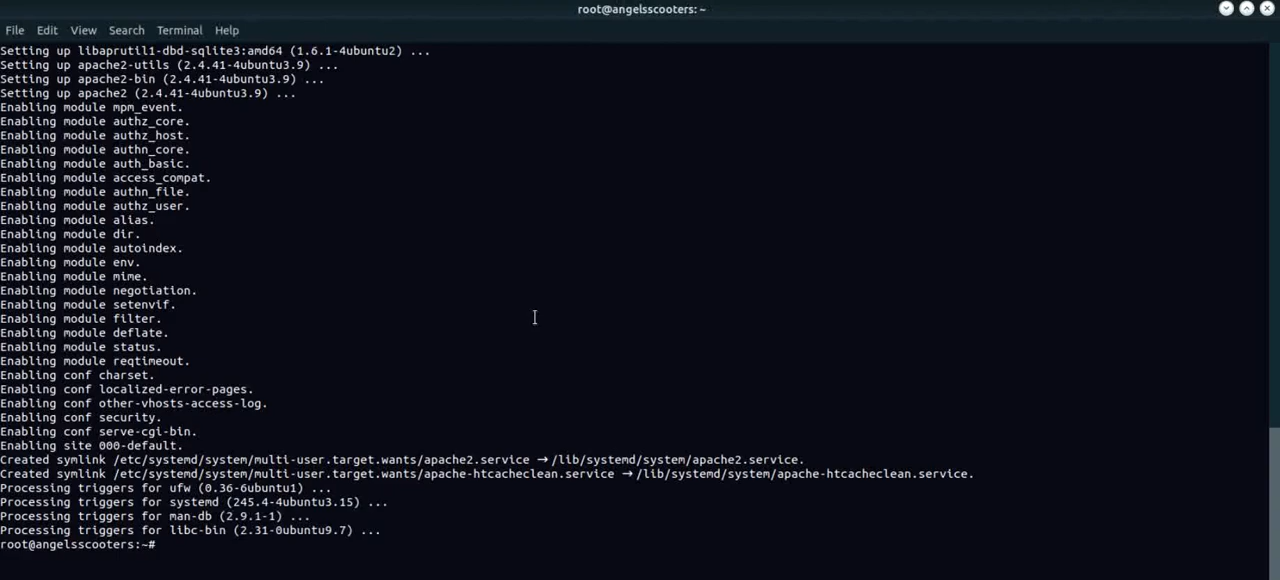 root@angelsscooters: ~
File Edit View Search Terminal Help
Setting up libaprutil1-dbd-sqlite3:amd64 (1.6.1-4ubuntu2) ...
Setting up apache2-utils (2.4.41-4ubuntu3.9) ...
Setting up apache2-bin (2.4.41-4ubuntu3.9) ...
Setting up apache2 (2.4.41-4ubuntu3.9) ...
Enabling module mpm_event.
Enabling module authz_core.
Enabling module authz_host.
Enabling module authn_core.
Enabling module auth_basic.
Enabling module access_compat.
Enabling module authn_file.
Enabling module authz_user.
Enabling module alias.
Enabling module dir.
Enabling module autoindex.
Enabling module env.
Enabling module mime.
Enabling module negotiation.
Enabling module setenvif.
Enabling module filter.
Enabling module deflate.
Enabling module status.
Enabling module reqtimeout.
Enabling conf charset.
Enabling conf localized-error-pages.
Enabling conf other-vhosts-access-log.
Enabling conf security.
Enabling conf serve-cgi-bin.
Enabling site 000-default.
Created symlink /etc/systemd/system/multi-user.target.wants/apache2.service → /lib/systemd/system/apache2.service.
Created symlink /etc/systemd/system/multi-user.target.wants/apache-htcacheclean.service → /lib/systemd/system/apache-htcacheclean.service.
Processing triggers for ufw (0.36-6ubuntu1) ...
Processing triggers for systemd (245.4-4ubuntu3.15) ...
Processing triggers for man-db (2.9.1-1) ...
Processing triggers for libc-bin (2.31-0ubuntu9.7) ...
root@angelsscooters:~#